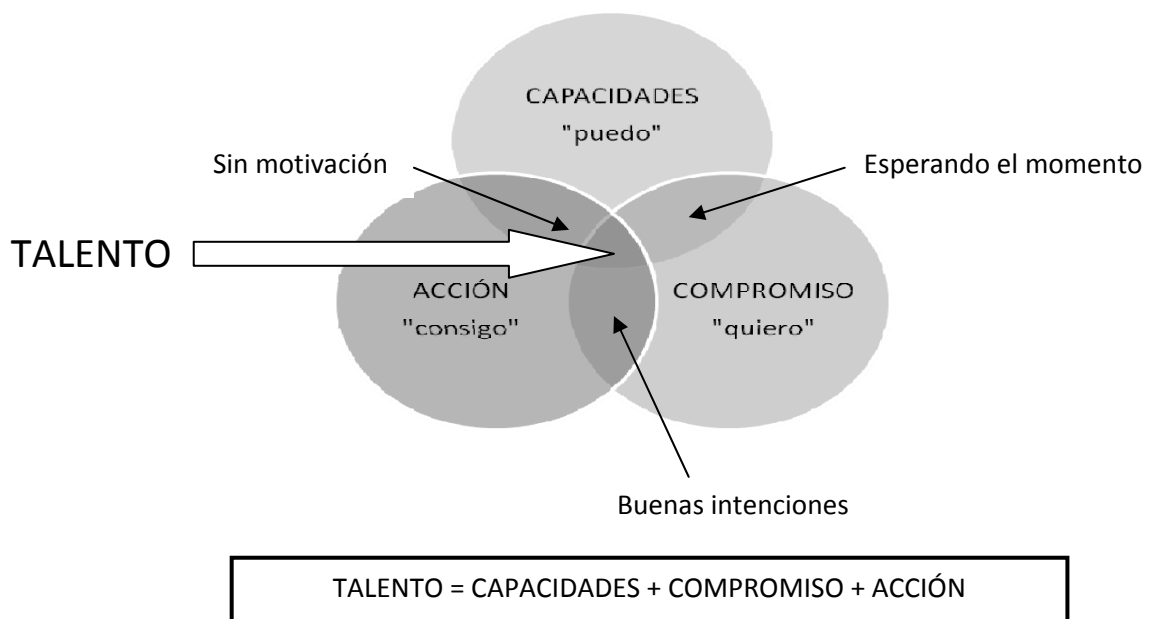 CAPACIDADES
"puedo"
Sin motivación
Esperando el momento
TALENTO
ACCIÓN
"consigo"
COMPROMISO
"quiero"
Buenas intenciones
TALENTO = CAPACIDADES + COMPROMISO + ACCIÓN